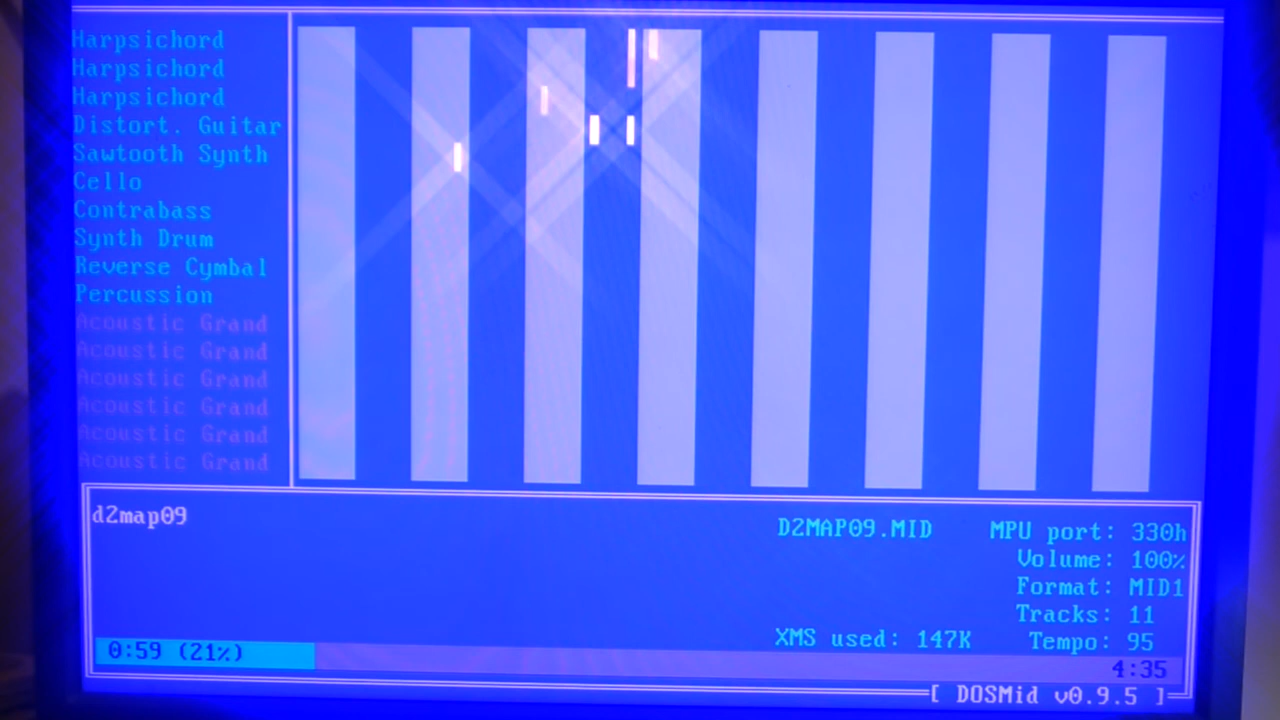 Harpsichord
Harpsichord
Harpsichord
Distort. Guitar
Sawtooth Synth
Cello
Contrabass
Synth Drum
Reverse Cymbal
Percussion
Acoustic Grand
Acoustic Grand
Acoustic Grand
Acoustic Grand
Acoustic Grand
Acoustic Grand
d2map09 D2MAP09.MID MPU port: 330h
Volume: 100%
Format: MID1
Tracks: 11
XMS used: 147K Tempo: 95
0:59 (21%) 4:35
[ DOSMid v0.9.5 ]